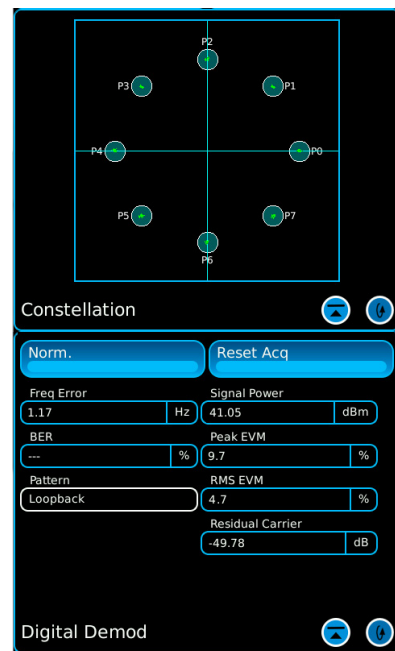 P2
P3
P1
P4
P0
P5
P7
P6
Constellation
Norm.
Reset Acq
Freq Error
Signal Power
1.17 Hz
41.05 dBm
BER
Peak EVM
--- %
9.7 %
Pattern
RMS EVM
Loopback
4.7 %
Residual Carrier
-49.78 dB
Digital Demod